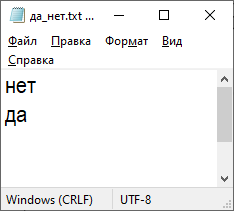 да_нет.txt ...
Файл Правка Формат Вид
Справка
нет
да
Windows (CRLF) UTF-8